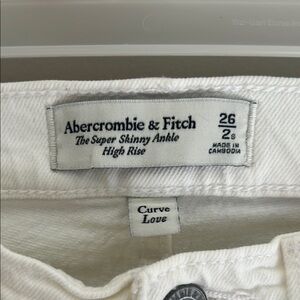 Abercrombie & Fitch
The Super Skinny Ankle
High Rise
26
2s
MADE IN
CAMBODIA
Curve
Love